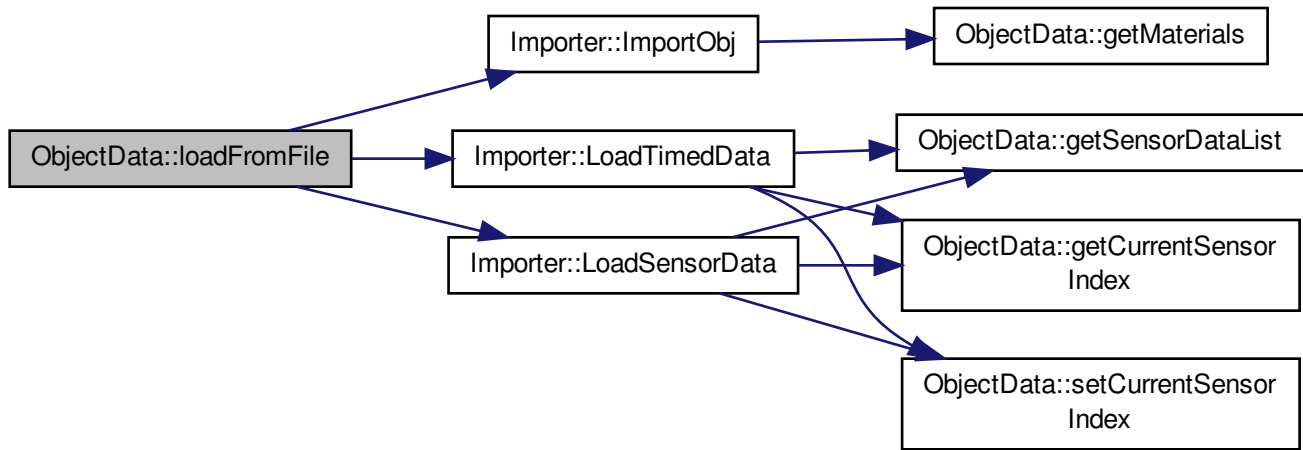 ObjectData::loadFromFile
Importer::ImportObj
ObjectData::getMaterials
Importer::LoadTimedData
ObjectData::getSensorDataList
Importer::LoadSensorData
ObjectData::getCurrentSensor
Index
ObjectData::setCurrentSensor
Index